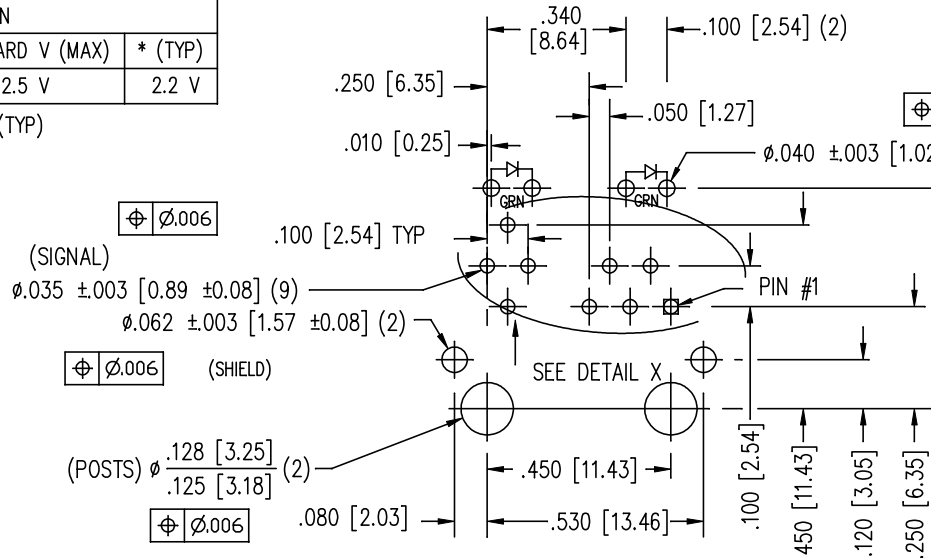 N
ARD V (MAX) * (TYP)
2.5 V 2.2 V
(TYP)
.340
[8.64]
.100 [2.54] (2)
.250 [6.35]
.050 [1.27]
.010 [0.25]
Ø.040 ±.003 [1.02
GRN GRN
⌖ Ø.006
.100 [2.54] TYP
(SIGNAL)
Ø.035 ±.003 [0.89 ±0.08] (9)
PIN #1
Ø.062 ±.003 [1.57 ±0.08] (2)
⌖ Ø.006 (SHIELD)
SEE DETAIL X
(POSTS) Ø .128 [3.25] (2)
.125 [3.18]
⌖ Ø.006
.450 [11.43]
.080 [2.03]
.530 [13.46]
.100 [2.54]
450 [11.43]
.120 [3.05]
.250 [6.35]